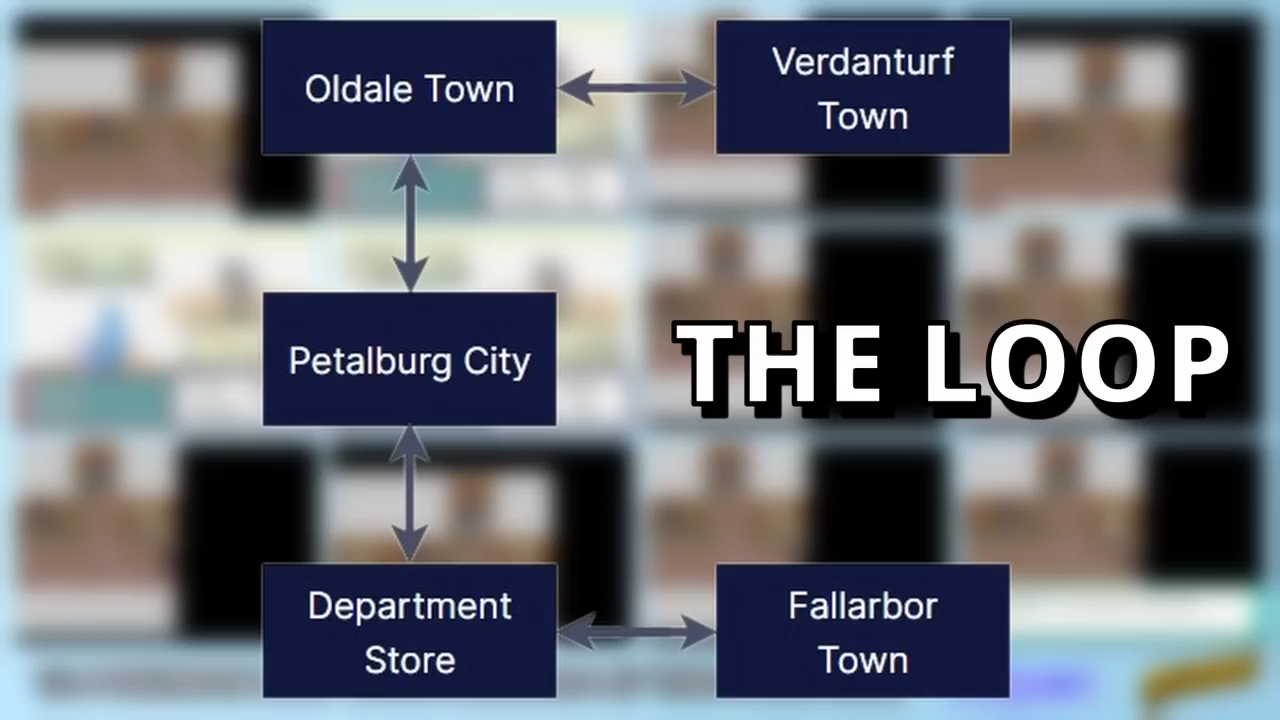 Oldale Town
Verdanturf
Town
Petalburg City
THE LOOP
Department
Store
Fallarbor
Town